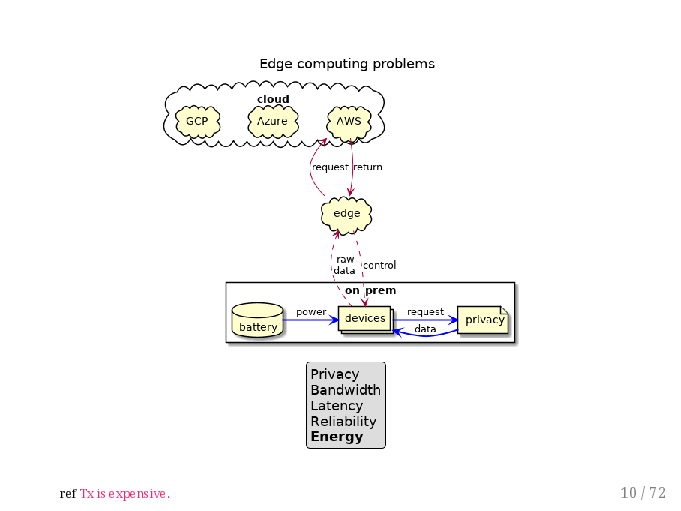 Edge computing problems
cloud
GCP
Azure
AWS
request
return
edge
raw
data
control
on prem
battery
power
devices
request
data
privacy
Privacy
Bandwidth
Latency
Reliability
Energy
ref Tx is expensive.
10 / 72